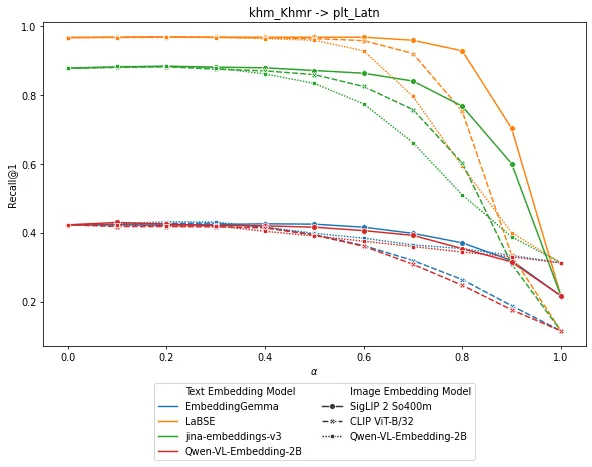 khm_Khmr -> plt_Latn
1.0
0.8
0.6
0.4
0.2
Recall@1
0.0 0.2 0.4 0.6 0.8 1.0
α
Text Embedding Model
EmbeddingGemma
LaBSE
jina-embeddings-v3
Qwen-VL-Embedding-2B
Image Embedding Model
SigLIP 2 So400m
CLIP ViT-B/32
Qwen-VL-Embedding-2B